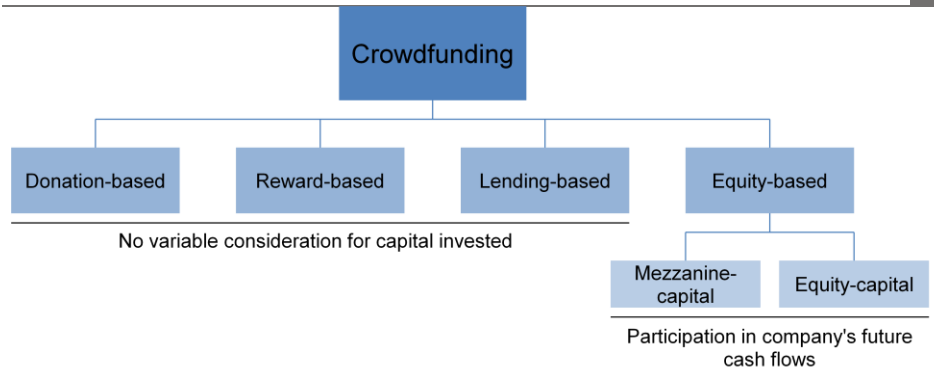 Crowdfunding
Donation-based
Reward-based
Lending-based
Equity-based
No variable consideration for capital invested
Mezzanine-
capital
Equity-capital
Participation in company's future
cash flows